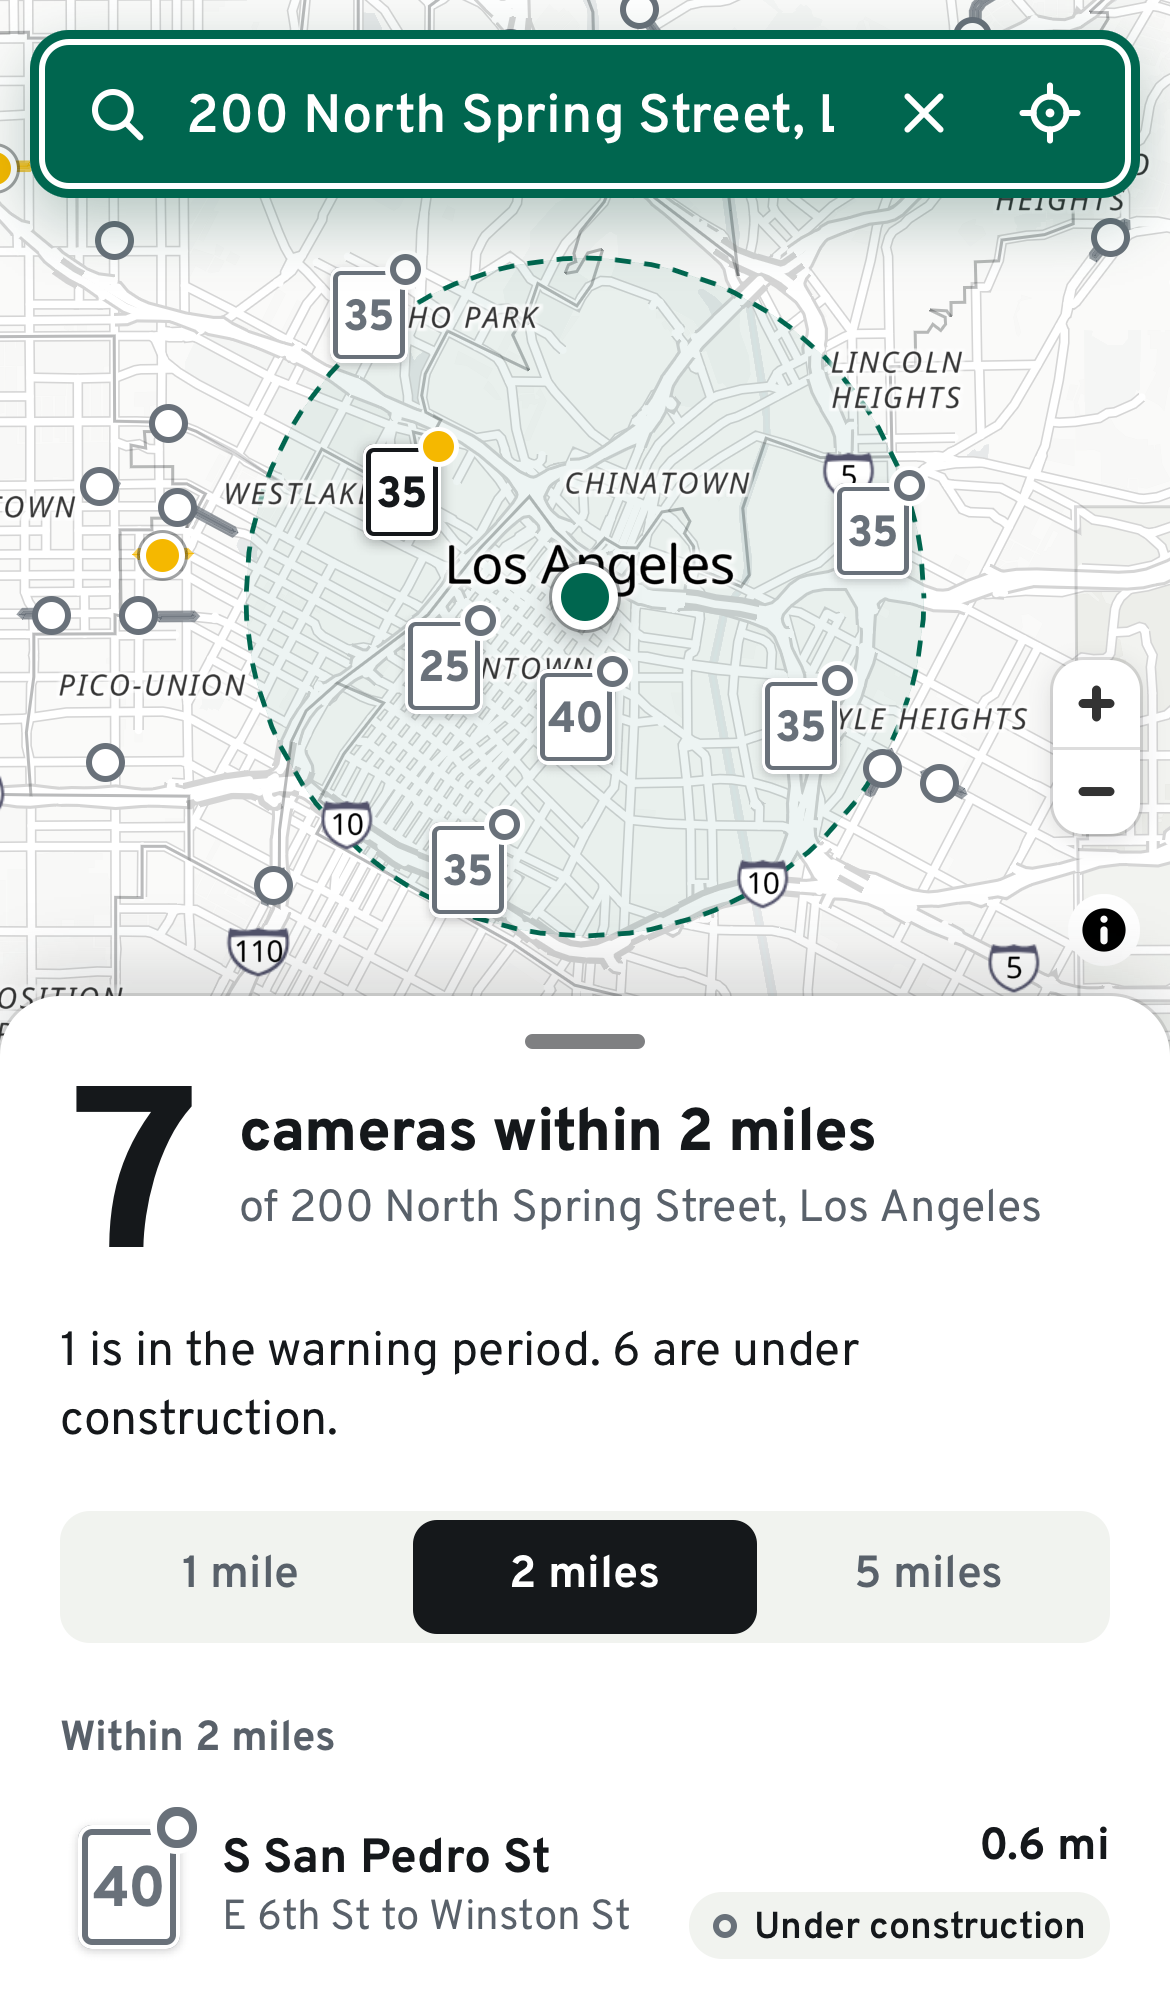 200 North Spring Street, L
HEIGHTS
35
HO PARK
LINCOLN
HEIGHTS
5
CHINATOWN
WESTLAKE
35
OWN
35
Los Angeles
25
NTOWN
40
35
YLE HEIGHTS
PICO-UNION
+
−
10
35
10
110
5
OSITION
7
cameras within 2 miles
of 200 North Spring Street, Los Angeles
1 is in the warning period. 6 are under
construction.
1 mile
2 miles
5 miles
Within 2 miles
40
S San Pedro St
E 6th St to Winston St
0.6 mi
Under construction